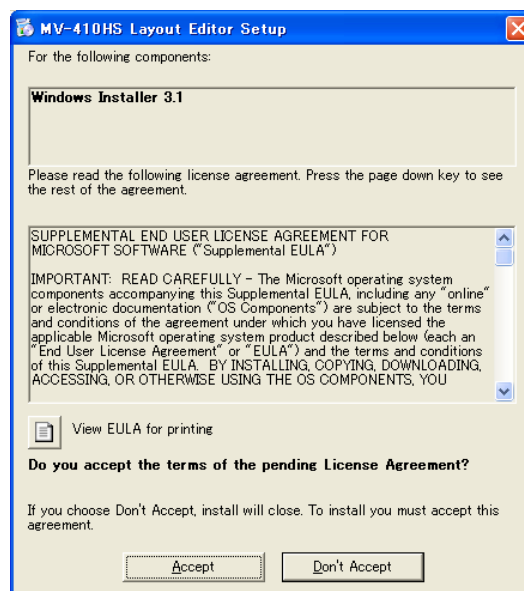 MV-410HS Layout Editor Setup
For the following components:
Windows Installer 3.1
Please read the following license agreement. Press the page down key to see
the rest of the agreement.
SUPPLEMENTAL END USER LICENSE AGREEMENT FOR
MICROSOFT SOFTWARE ("Supplemental EULA")
IMPORTANT: READ CAREFULLY - The Microsoft operating system
components accompanying this Supplemental EULA, including any "online"
or electronic documentation ("OS Components") are subject to the terms
and conditions of the agreement under which you have licensed the
applicable Microsoft operating system product described below (each an
"End User License Agreement" or "EULA") and the terms and conditions
of this Supplemental EULA. BY INSTALLING, COPYING, DOWNLOADING,
ACCESSING, OR OTHERWISE USING THE OS COMPONENTS, YOU
View EULA for printing
Do you accept the terms of the pending License Agreement?
If you choose Don't Accept, install will close. To install you must accept this
agreement.
Accept
Don't Accept